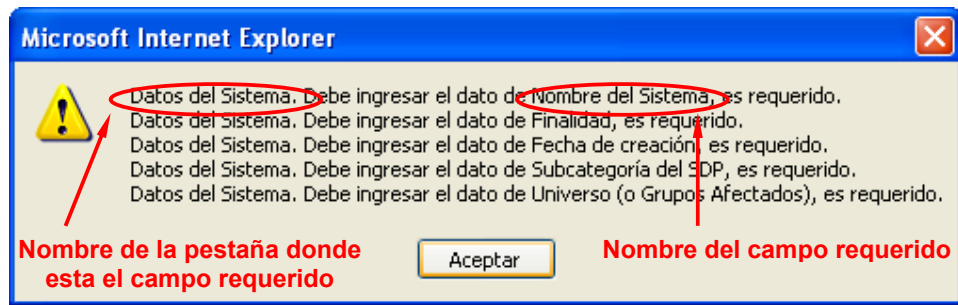 Microsoft Internet Explorer
Datos del Sistema. Debe ingresar el dato de Nombre del Sistema, es requerido.
Datos del Sistema. Debe ingresar el dato de Finalidad, es requerido.
Datos del Sistema. Debe ingresar el dato de Fecha de creación, es requerido.
Datos del Sistema. Debe ingresar el dato de Subcategoría del SDP, es requerido.
Datos del Sistema. Debe ingresar el dato de Universo (o Grupos Afectados), es requerido.
Nombre de la pestaña donde
esta el campo requerido
Aceptar
Nombre del campo requerido